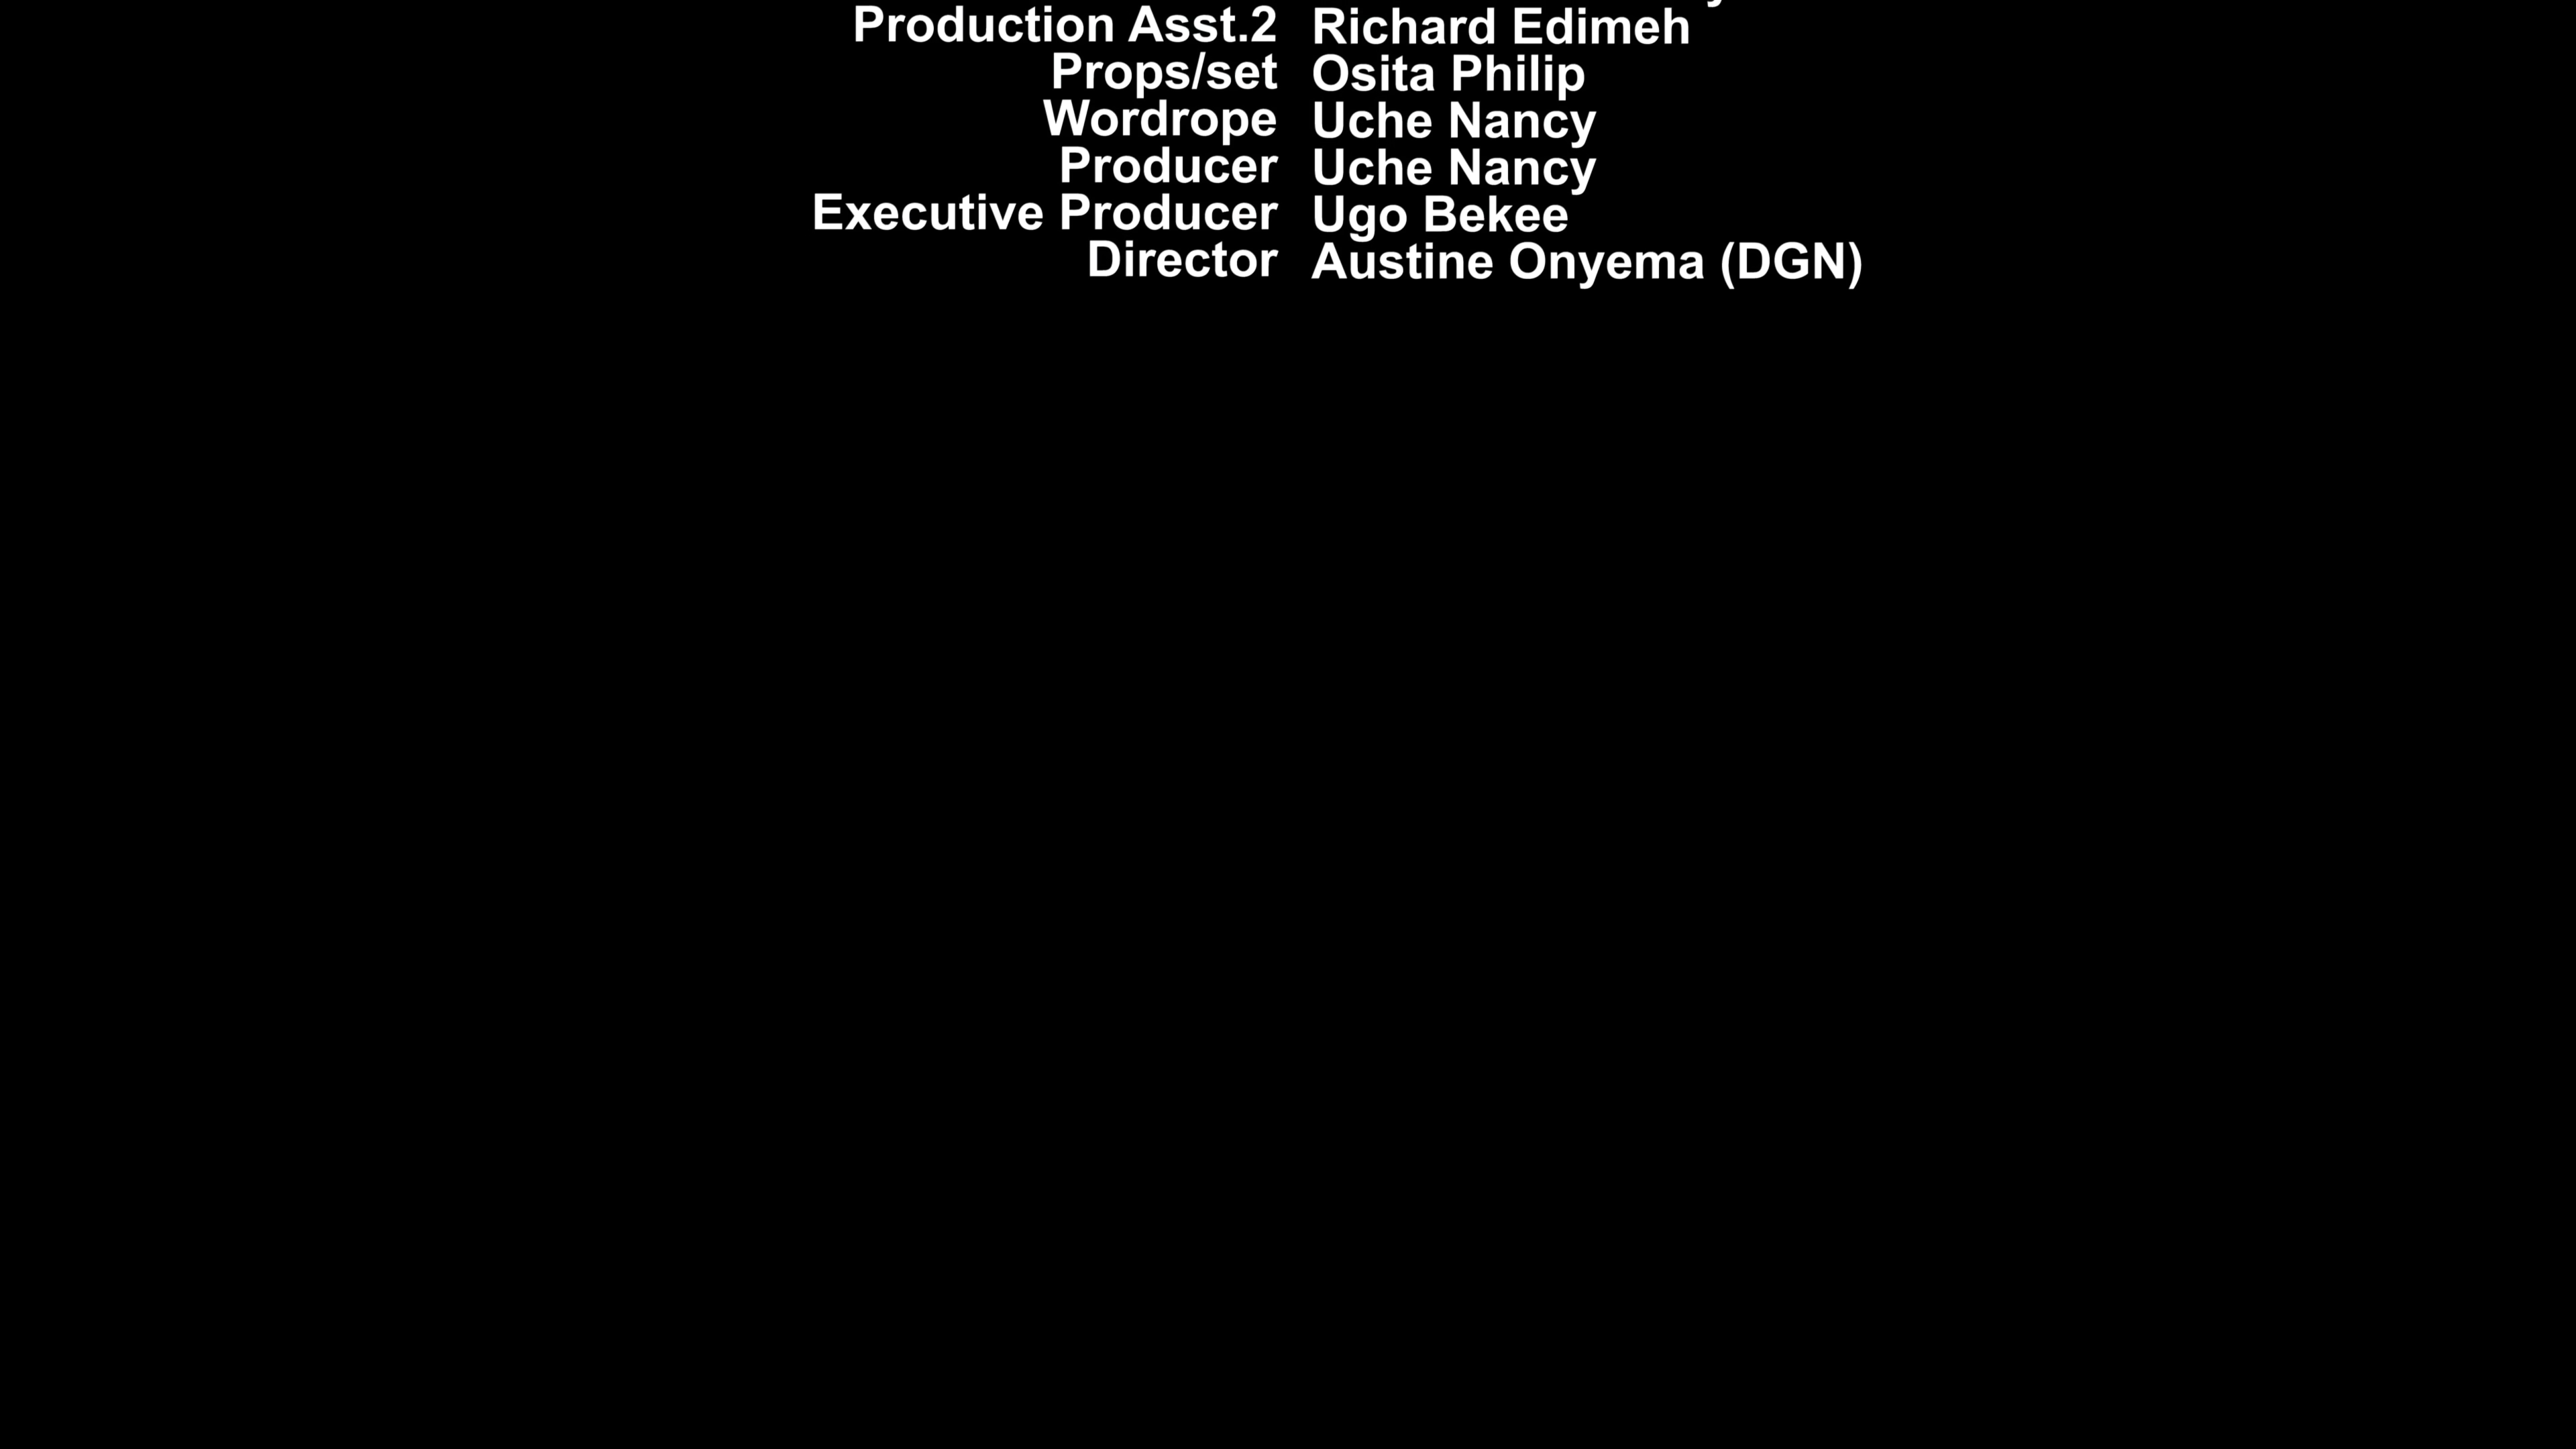 Production Asst.2 Richard Edimeh
Props/set Osita Philip
Wordrope Uche Nancy
Producer Uche Nancy
Executive Producer Ugo Bekee
Director Austine Onyema (DGN)